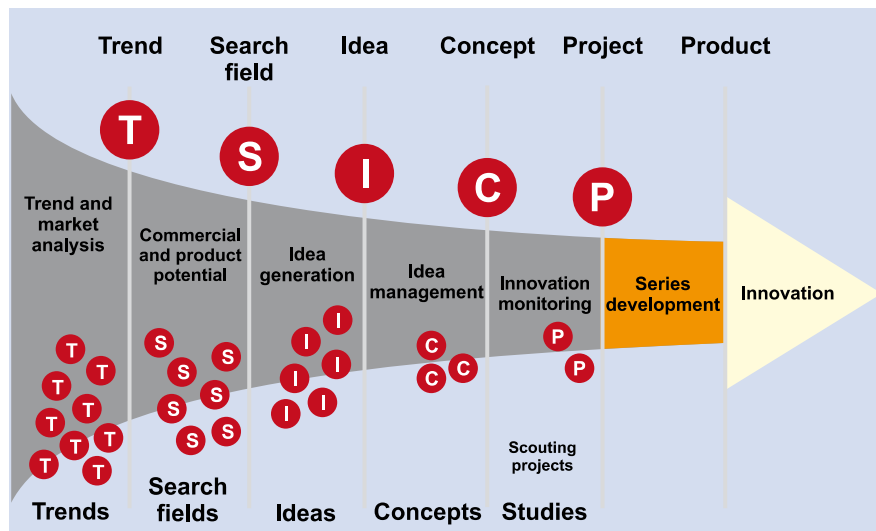 Trend
Search
field
Idea
Concept
Project
Product
T
S
I
C
P
Trend and
market
analysis
Commercial
and product
potential
Idea
generation
Idea
management
Innovation
monitoring
Series
development
Innovation
T
T
T
T
T
T
T
T
T
T
S
S
S
S
S
S
S
S
I
I
I
I
I
I
C
C
C
P
P
Scouting
projects
Trends
Search
fields
Ideas
Concepts
Studies